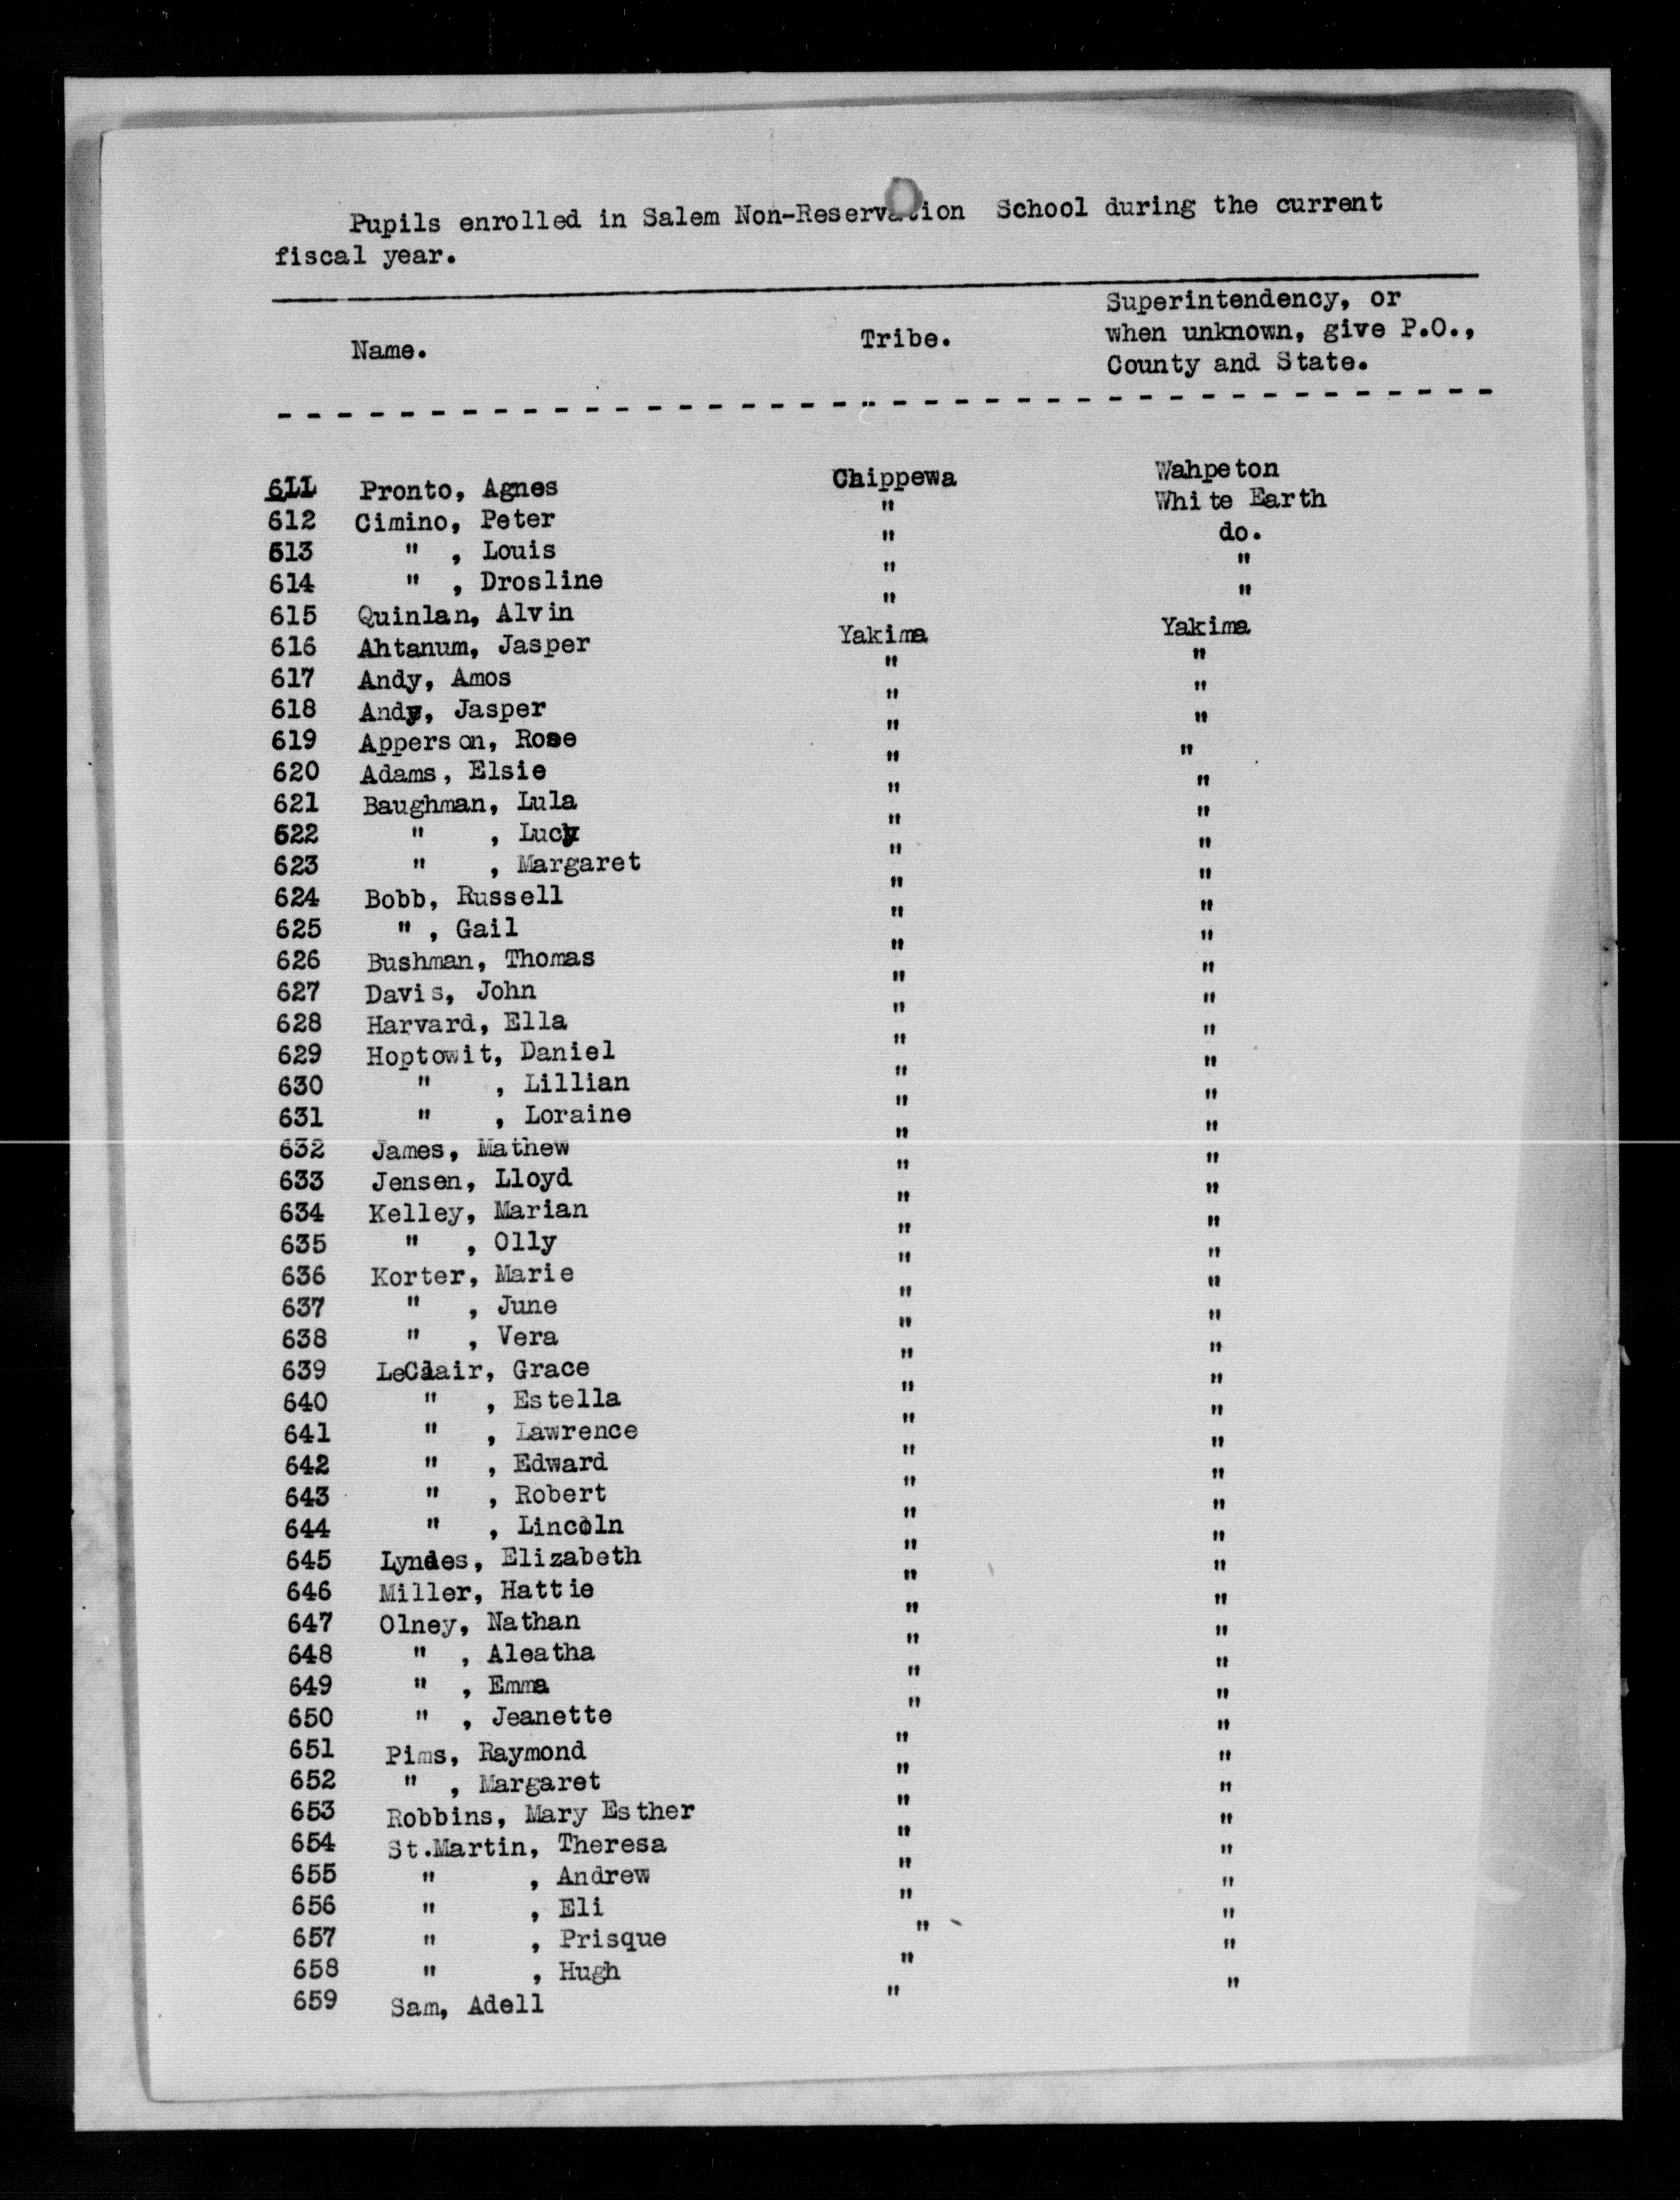 Pupils enrolled in Salem Non-Reservation School during the current
fiscal year.
Name. Tribe. Superintendency, or
when unknown, give P.O.,
County and State.
611 Pronto, Agnes Chippewa Wahpeton
612 Cimino, Peter " White Earth
613 " , Louis " do.
614 " , Drosline " "
615 Quinlan, Alvin " "
616 Ahtanum, Jasper Yakima Yakima
617 Andy, Amos " "
618 Andy, Jasper " "
619 Apperson, Rose " "
620 Adams, Elsie " "
621 Baughman, Lula " "
622 " , Lucy " "
623 " , Margaret " "
624 Bobb, Russell " "
625 " , Gail " "
626 Bushman, Thomas " "
627 Davis, John " "
628 Harvard, Ella " "
629 Hoptowit, Daniel " "
630 " , Lillian " "
631 " , Loraine " "
632 James, Mathew " "
633 Jensen, Lloyd " "
634 Kelley, Marian " "
635 " , Olly " "
636 Korter, Marie " "
637 " , June " "
638 " , Vera " "
639 LeClair, Grace " "
640 " , Estella " "
641 " , Lawrence " "
642 " , Edward " "
643 " , Robert " "
644 " , Lincoln " "
645 Lyndes, Elizabeth " "
646 Miller, Hattie " "
647 Olney, Nathan " "
648 " , Aleatha " "
649 " , Emma " "
650 " , Jeanette " "
651 Pims, Raymond " "
652 " , Margaret " "
653 Robbins, Mary Esther " "
654 St.Martin, Theresa " "
655 " , Andrew " "
656 " , Eli " "
657 " , Prisque " "
658 " , Hugh " "
659 Sam, Adell " "